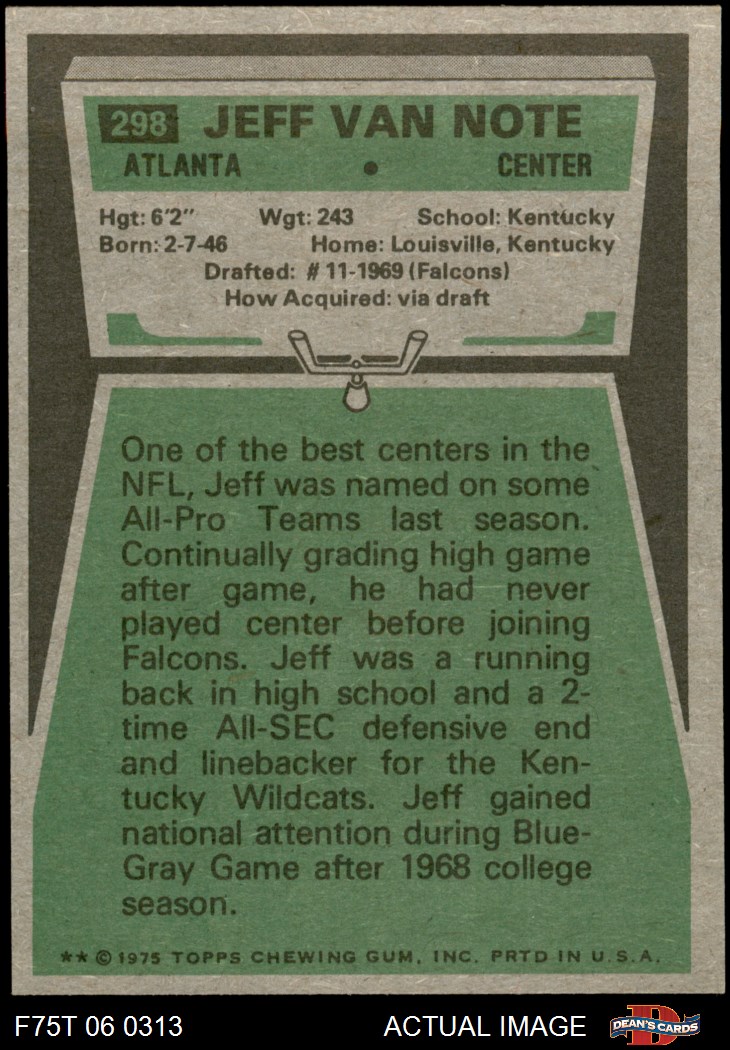 298 JEFF VAN NOTE
ATLANTA • CENTER
Hgt: 6'2" Wgt: 243 School: Kentucky
Born: 2-7-46 Home: Louisville, Kentucky
Drafted: #11-1969 (Falcons)
How Acquired: via draft
One of the best centers in the
NFL, Jeff was named on some
All-Pro Teams last season.
Continually grading high game
after game, he had never
played center before joining
Falcons. Jeff was a running
back in high school and a 2-
time All-SEC defensive end
and linebacker for the Ken-
tucky Wildcats. Jeff gained
national attention during Blue-
Gray Game after 1968 college
season.
** © 1975 TOPPS CHEWING GUM, INC. PRTD IN U.S.A.
F75T 06 0313 ACTUAL IMAGE D DEAN'S CARDS